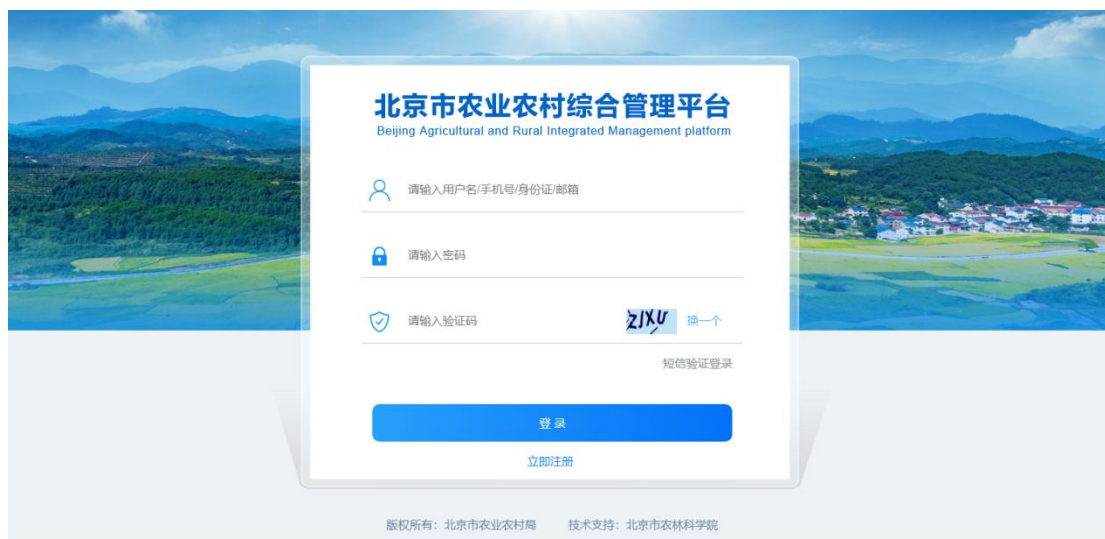 北京市农业农村综合管理平台
Beijing Agricultural and Rural Integrated Management platform
请输入用户名/手机号/身份证/邮箱
请输入密码
请输入验证码 ZJXU 换一个
短信验证登录
登录
立即注册
版权所有：北京市农业农村局 技术支持：北京市农林科学院